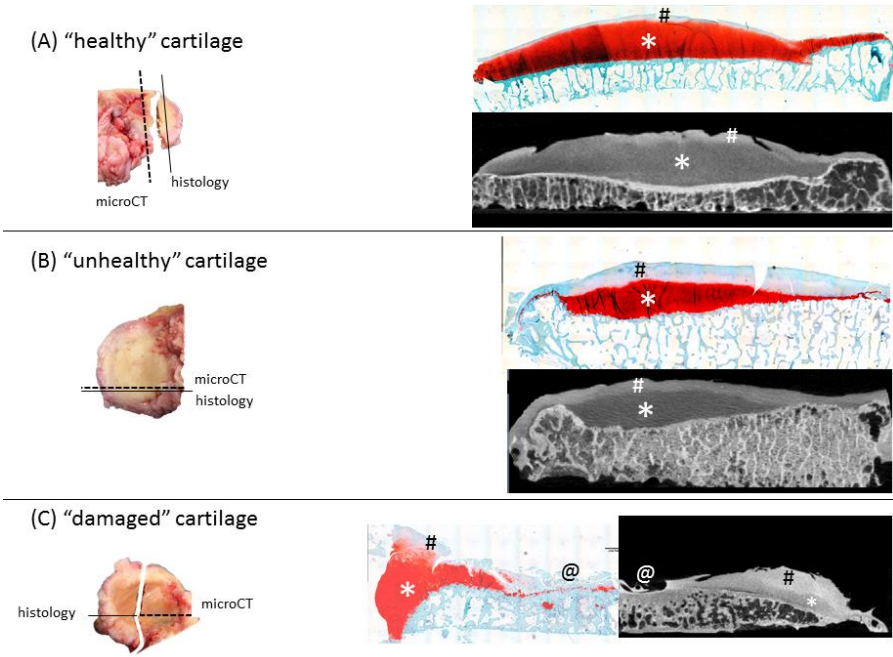 (A) “healthy” cartilage
#
*
#
*
histology
microCT
(B) “unhealthy” cartilage
#
*
microCT
histology
#
*
(C) “damaged” cartilage
#
@
*
@
#
*
histology
microCT